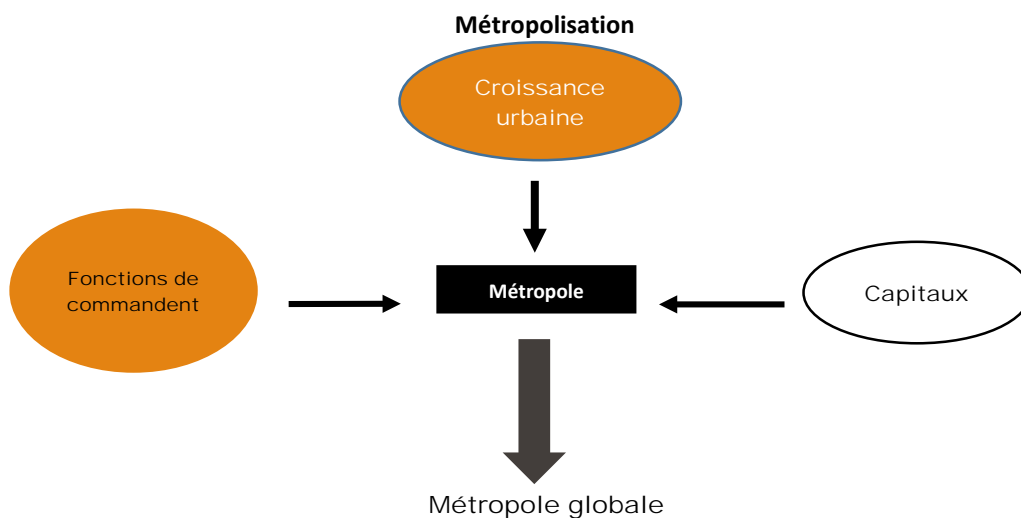 Métropolisation
Croissance
urbaine
Fonctions de
commandent
Métropole
Capitaux
Métropole globale